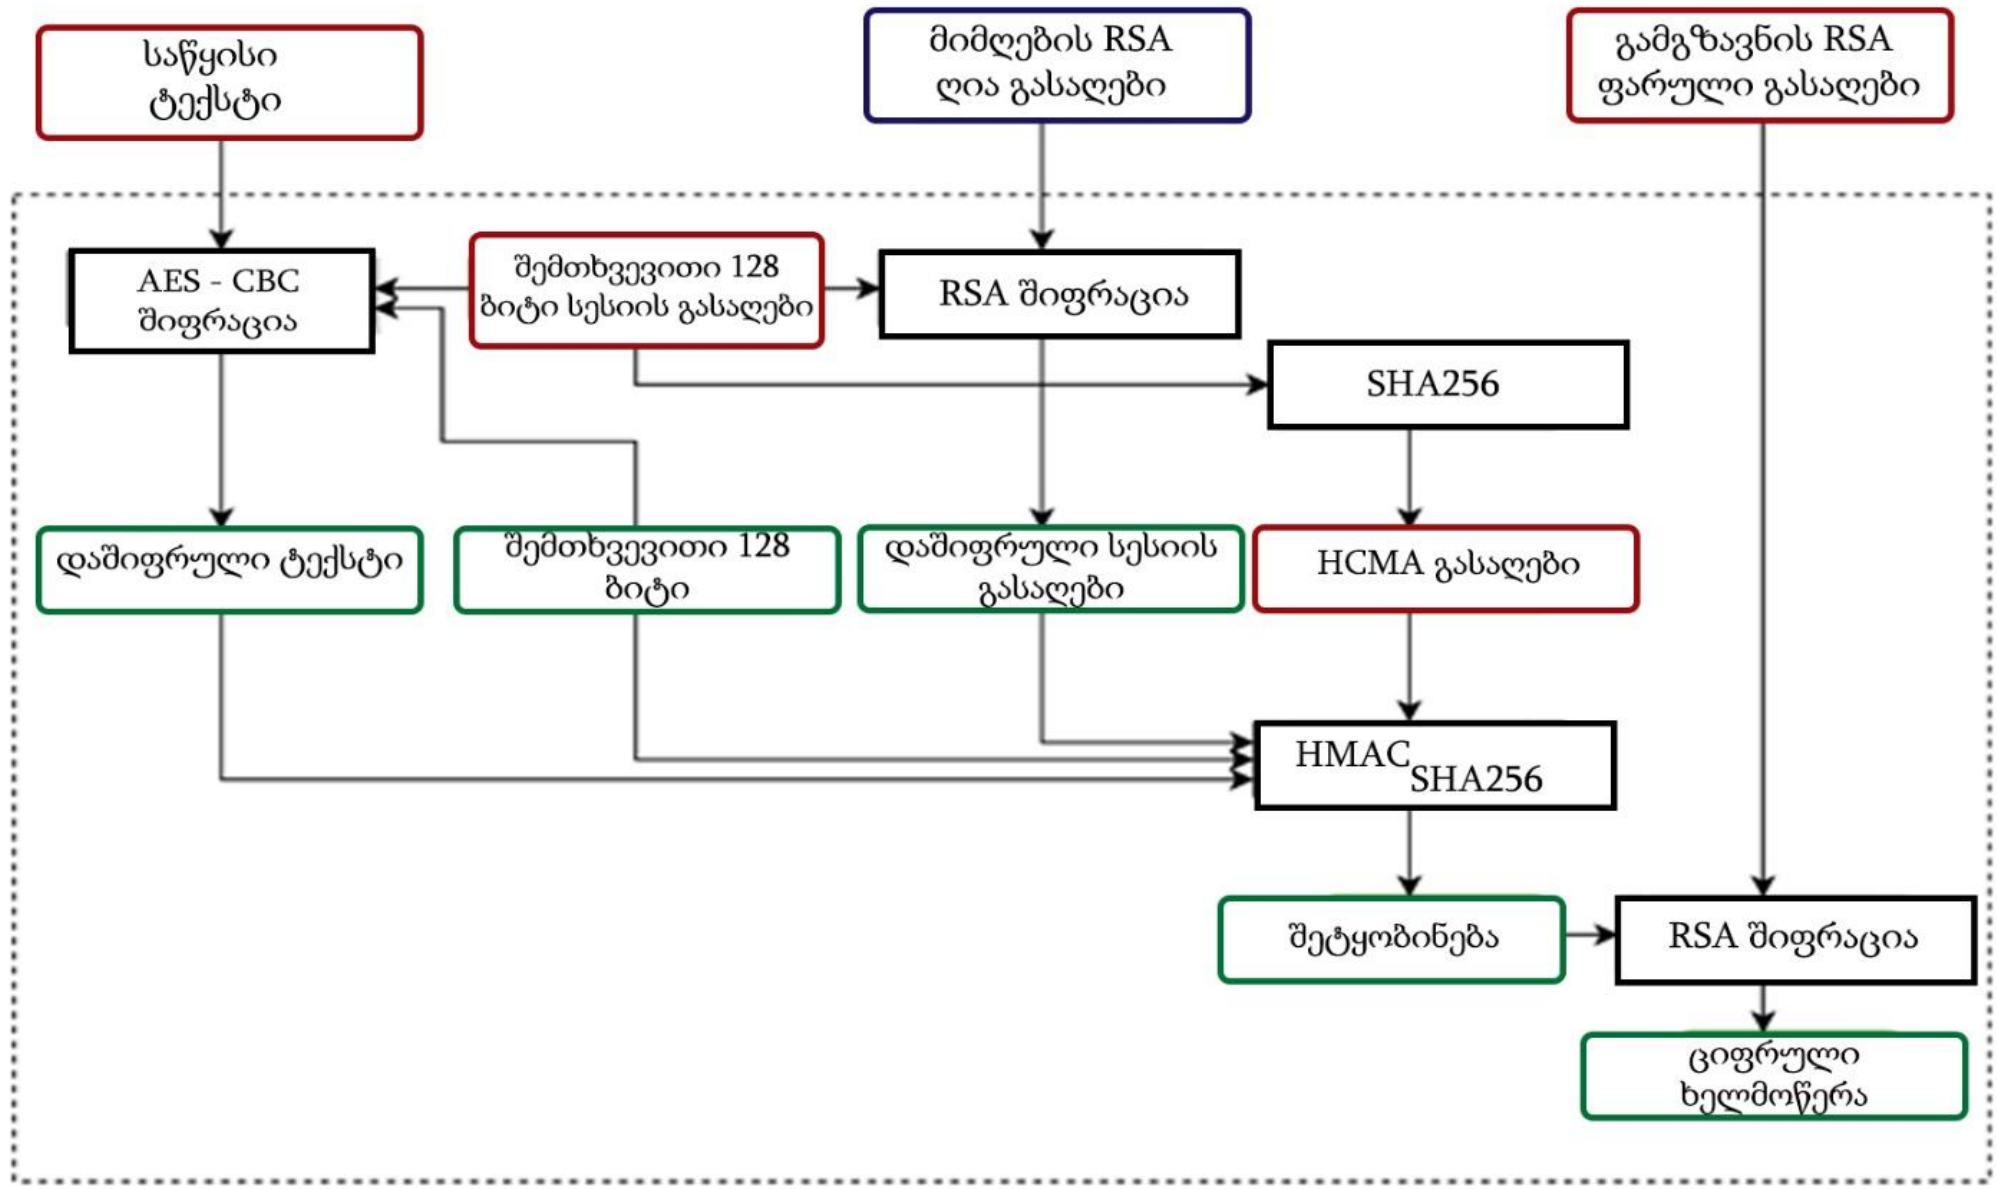 საწყისი
ტექსტი
მიმღების RSA
ღია გასაღები
გამგზავნის RSA
ფარული გასაღები
AES - CBC
შიფრაცია
შემთხვევითი 128
ბიტი სესიის გასაღები
RSA შიფრაცია
SHA256
დაშიფრული ტექსტი
შემთხვევითი 128
ბიტი
დაშიფრული სესიის
გასაღები
HCMA გასაღები
HMAC
SHA256
შეტყობინება
RSA შიფრაცია
ციფრული
ხელმოწერა